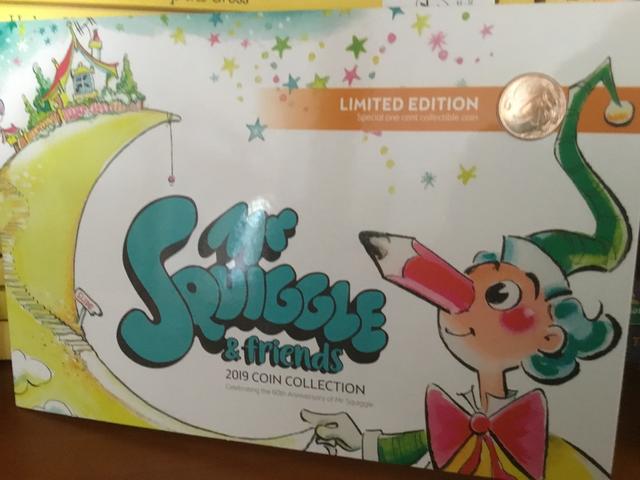 LIMITED EDITION
Special one cent collectible coin
Mr
SQUIGGLE
& friends
2019 COIN COLLECTION
Celebrating the 60th Anniversary of Mr Squiggle